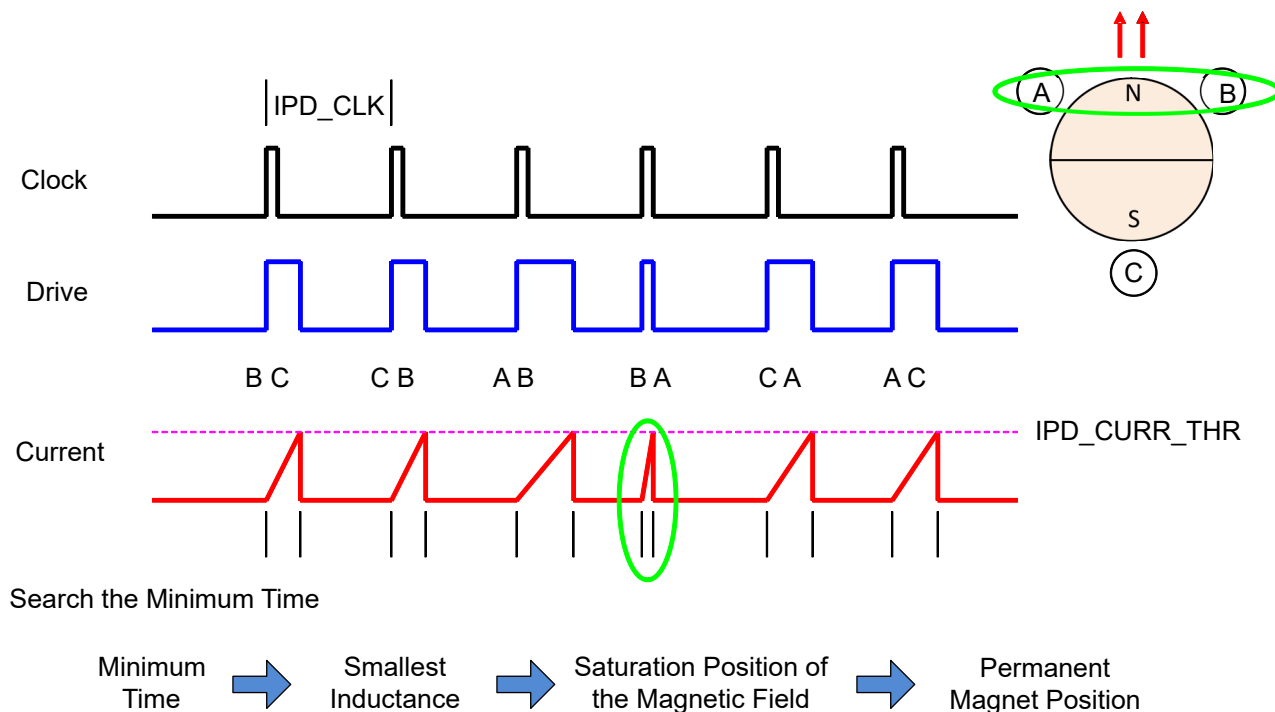 IPD_CLK
A
N
B
Clock
S
C
Drive
B C
C B
A B
B A
C A
A C
IPD_CURR_THR
Current
Search the Minimum Time
Minimum
Time
Smallest
Inductance
Saturation Position of
the Magnetic Field
Permanent
Magnet Position